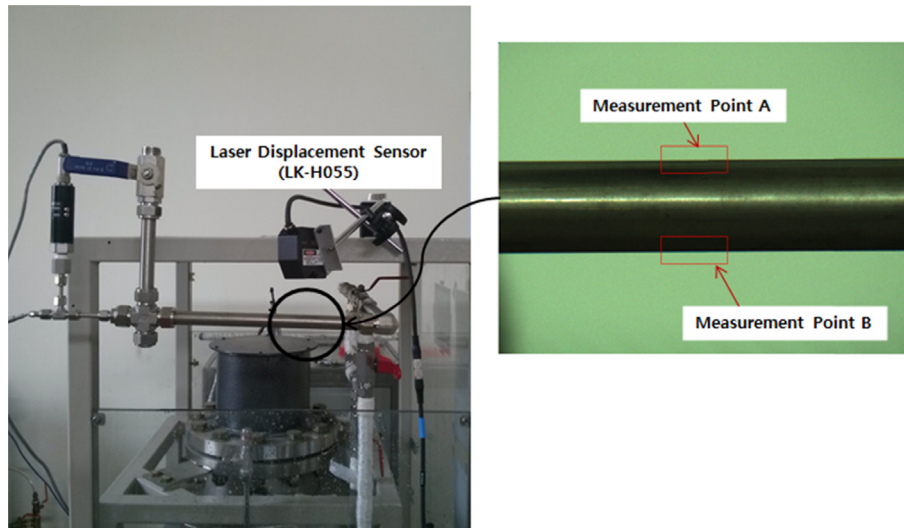 Laser Displacement Sensor
(LK-H055)
Measurement Point A
Measurement Point B